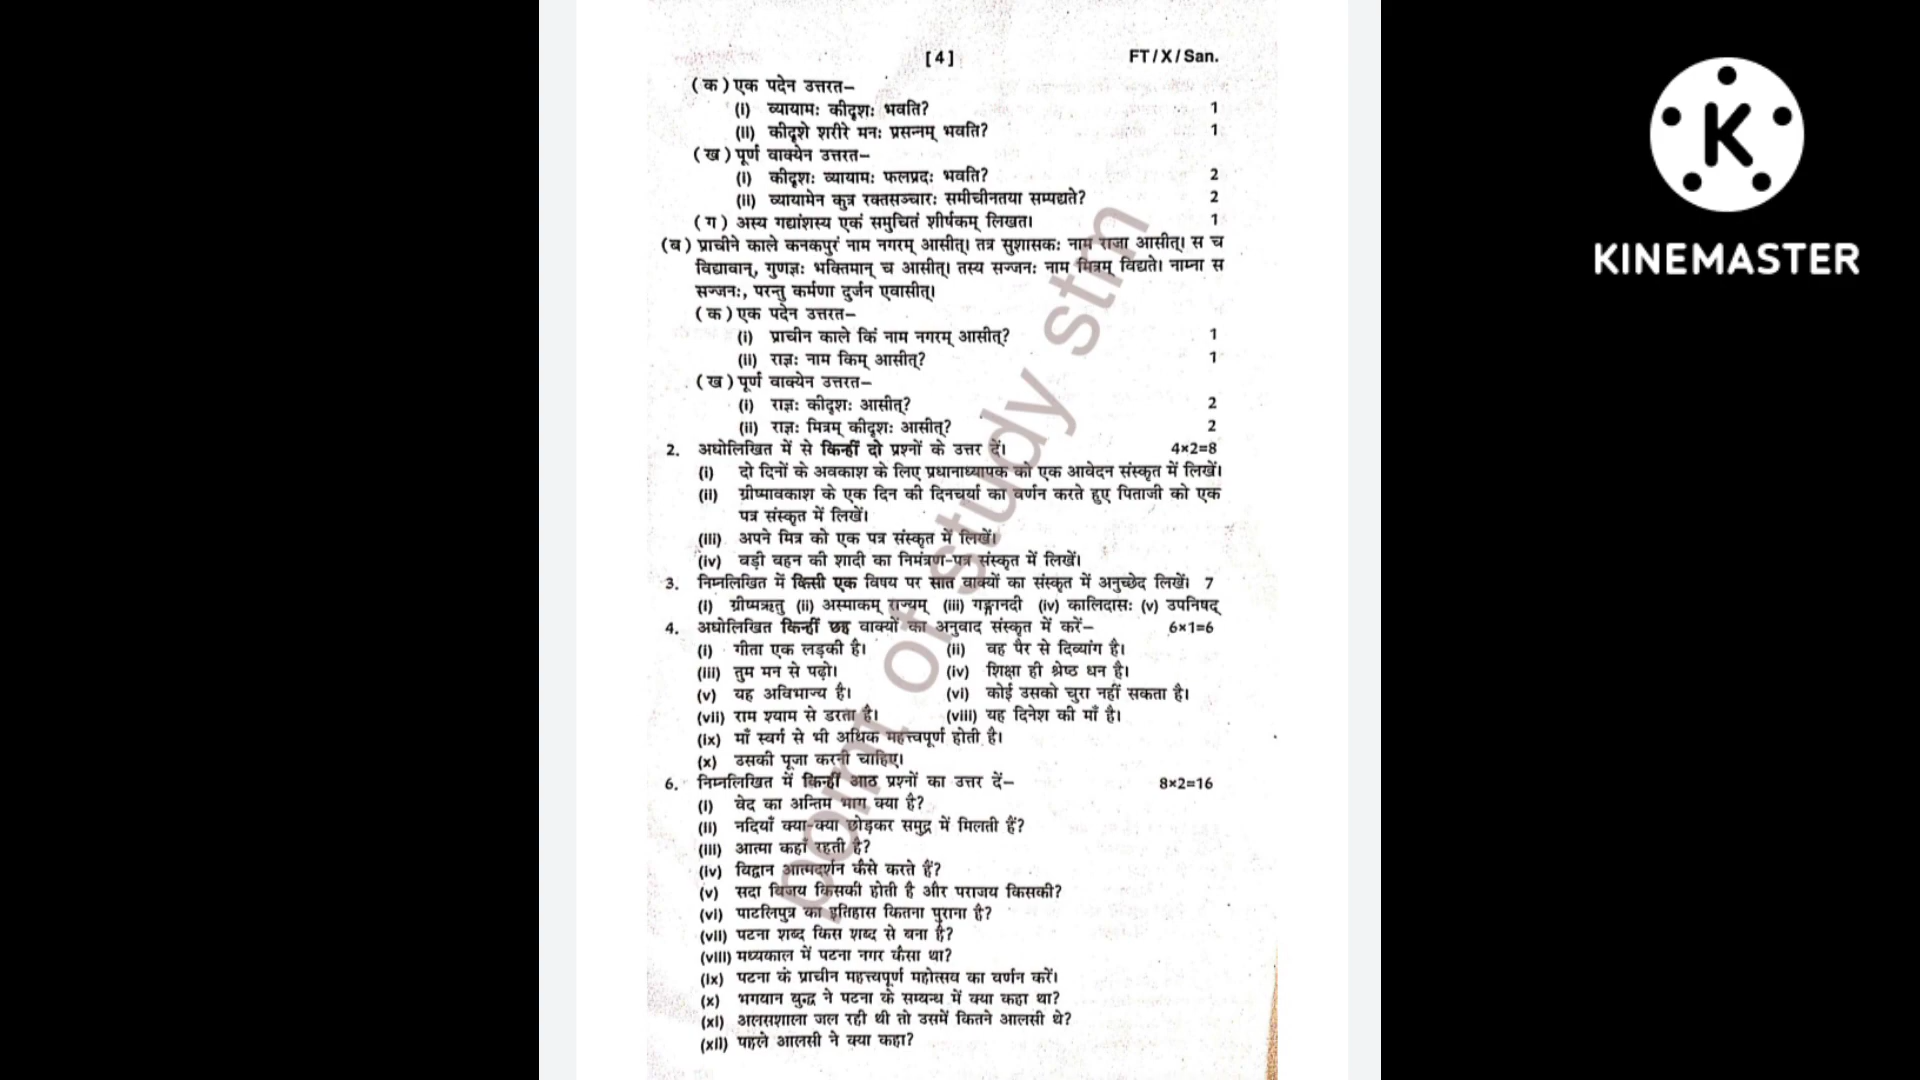 [4] FT/X/San.
(क) एक पदेन उत्तरत–
(i) व्यायामः कीदृशः भवति? 1
(ii) कीदृशे शरीरे मनः प्रसन्नम् भवति? 1
(ख) पूर्ण वाक्येन उत्तरत–
(i) कीदृशः व्यायामः फलप्रदः भवति? 2
(ii) व्यायामेन कुत्र रक्तसञ्चारः समीचीनतया सम्पद्यते? 2
(ग) अस्य गद्यांशस्य एकं समुचितं शीर्षकम् लिखत। 1
(ब) प्राचीने काले कनकपुरं नाम नगरम् आसीत्। तत्र सुशासकः नाम राजा आसीत्। स च
विद्यावान्, गुणज्ञः भक्तिमान् च आसीत्। तस्य सज्जनः नाम मित्रम् विद्यते। नाम्ना स
सज्जनः, परन्तु कर्मणा दुर्जन एवासीत्।
(क) एक पदेन उत्तरत–
(i) प्राचीन काले किं नाम नगरम् आसीत्? 1
(ii) राज्ञः नाम किम् आसीत्? 1
(ख) पूर्ण वाक्येन उत्तरत–
(i) राज्ञः कीदृशः आसीत्? 2
(ii) राज्ञः मित्रम् कीदृशः आसीत्? 2
2. अधोलिखित में से किन्हीं दो प्रश्नों के उत्तर दें। 4×2=8
(i) दो दिनों के अवकाश के लिए प्रधानाध्यापक को एक आवेदन संस्कृत में लिखें।
(ii) ग्रीष्मावकाश के एक दिन की दिनचर्या का वर्णन करते हुए पिताजी को एक
पत्र संस्कृत में लिखें।
(iii) अपने मित्र को एक पत्र संस्कृत में लिखें।
(iv) बड़ी बहन की शादी का निमंत्रण-पत्र संस्कृत में लिखें।
3. निम्नलिखित में किसी एक विषय पर सात वाक्यों का संस्कृत में अनुच्छेद लिखें। 7
(i) ग्रीष्मऋतु (ii) अस्माकम् राज्यम् (iii) गङ्गानदी (iv) कालिदासः (v) उपनिषद्
4. अधोलिखित किन्हीं छह वाक्यों का अनुवाद संस्कृत में करें– 6×1=6
(i) गीता एक लड़की है। (ii) वह पैर से दिव्यांग है।
(iii) तुम मन से पढ़ो। (iv) शिक्षा ही श्रेष्ठ धन है।
(v) यह अविभाज्य है। (vi) कोई उसको चुरा नहीं सकता है।
(vii) राम श्याम से डरता है। (viii) यह दिनेश की माँ है।
(ix) माँ स्वर्ग से भी अधिक महत्त्वपूर्ण होती है।
(x) उसकी पूजा करनी चाहिए।
6. निम्नलिखित में किन्हीं आठ प्रश्नों का उत्तर दें– 8×2=16
(i) वेद का अन्तिम भाग क्या है?
(ii) नदियाँ क्या-क्या छोड़कर समुद्र में मिलती हैं?
(iii) आत्मा कहाँ रहती है?
(iv) विद्वान आत्मदर्शन कैसे करते हैं?
(v) सदा विजय किसकी होती है और पराजय किसकी?
(vi) पाटलिपुत्र का इतिहास कितना पुराना है?
(vii) पटना शब्द किस शब्द से बना है?
(viii) मध्यकाल में पटना नगर कैसा था?
(ix) पटना के प्राचीन महत्त्वपूर्ण महोत्सव का वर्णन करें।
(x) भगवान बुद्ध ने पटना के सम्बन्ध में क्या कहा था?
(xi) अलसशाला जल रही थी तो उसमें कितने आलसी थे?
(xii) पहले आलसी ने क्या कहा?
point of study stm
K
KINEMASTER